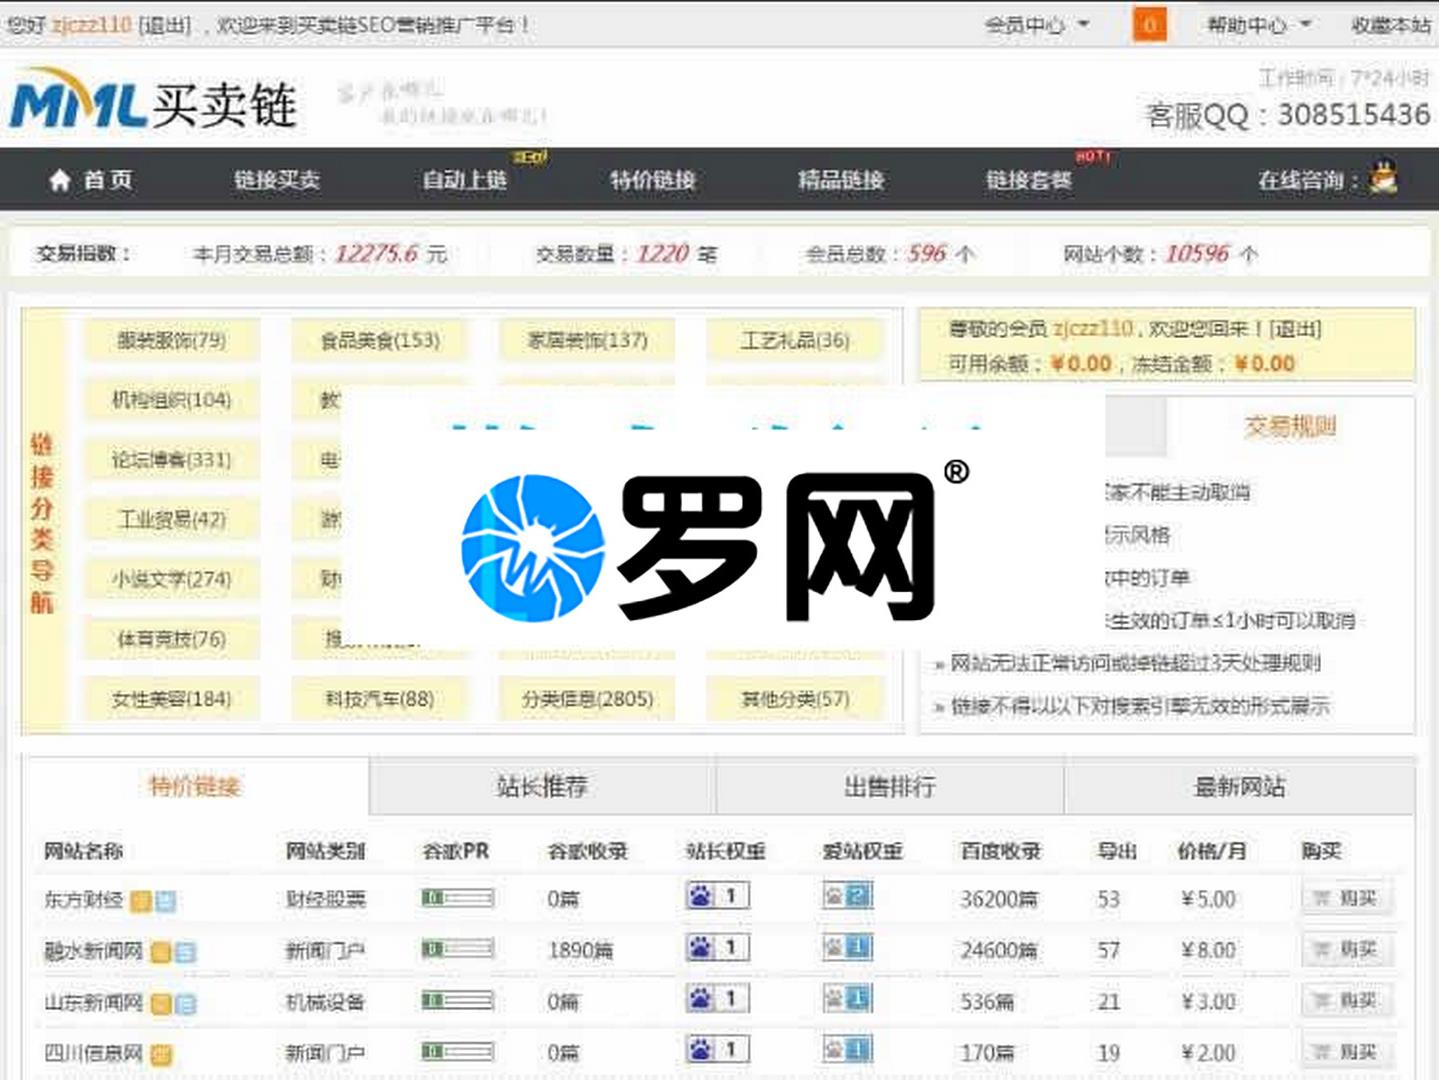 您好 zjczz110 [退出] ，欢迎来到买卖链SEO营销推广平台！
会员中心 0 帮助中心 收藏本站
MML买卖链
工作时间：7*24小时
客服QQ：308515436
首页 链接买卖 自动上链 特价链接 精品链接 链接套餐 HOT! 在线咨询：
交易指数： 本月交易总额：12275.6 元 交易数量：1220 笔 会员总数：596 个 网站个数：10596 个
链接分类导航
服装服饰(79) 食品美食(153) 家居装饰(137) 工艺礼品(36)
机构组织(104)
论坛博客(331)
工业贸易(42)
小说文学(274)
体育竞技(76)
女性美容(184) 科技汽车(88) 分类信息(2805) 其他分类(57)
尊敬的会员 zjczz110，欢迎您回来！[退出]
可用余额：￥0.00，冻结金额：￥0.00
交易规则
家不能主动取消
示风格
中的订单
生效的订单≤1小时可以取消
» 网站无法正常访问或掉链超过3天处理规则
» 链接不得以以下对搜索引擎无效的形式展示
罗网®
特价链接 站长推荐 出售排行 最新网站
网站名称 网站类别 谷歌PR 谷歌收录 站长权重 爱站权重 百度收录 导出 价格/月 购买
东方财经 财经股票 0 0篇 1 2 36200篇 53 ￥5.00 购买
融水新闻网 新闻门户 0 1890篇 1 1 24600篇 57 ￥8.00 购买
山东新闻网 机械设备 0 0篇 1 1 536篇 21 ￥3.00 购买
四川信息网 新闻门户 0 0篇 1 1 170篇 19 ￥2.00 购买